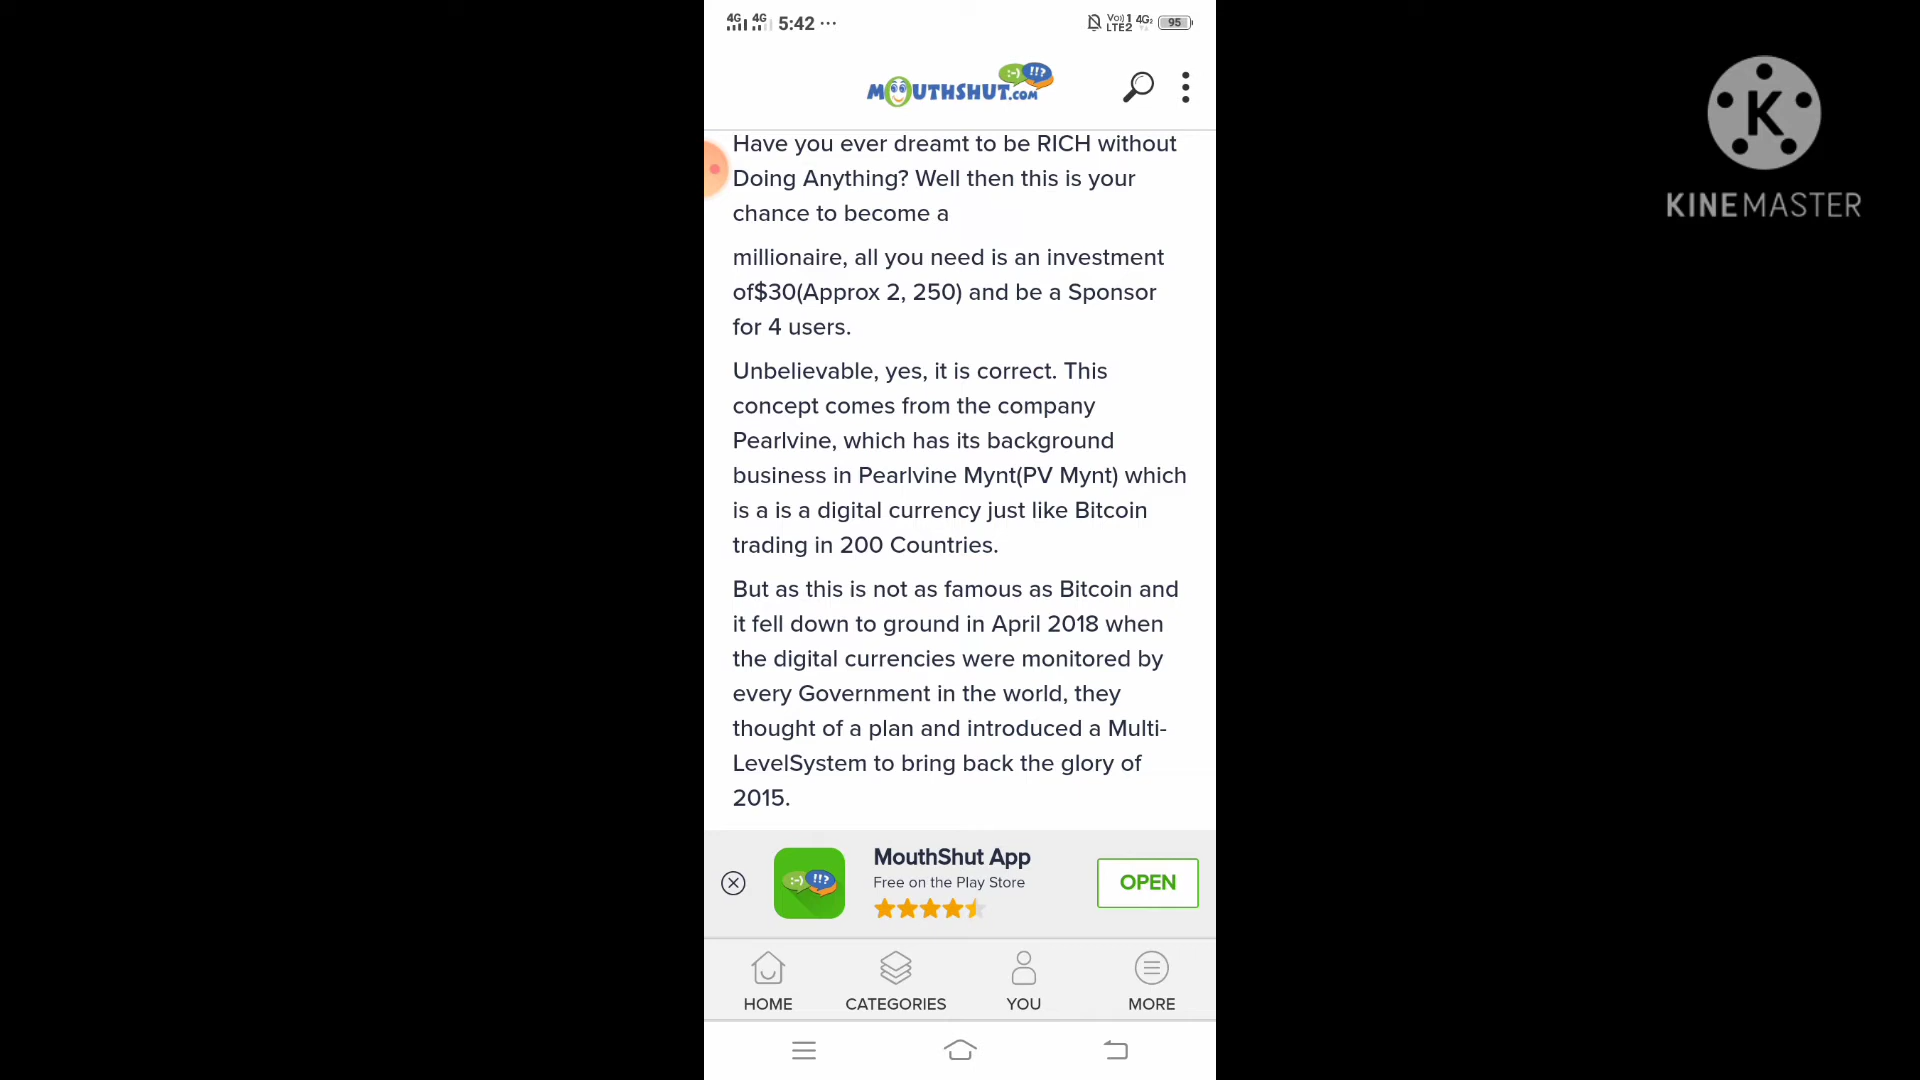 4G 4G 5:42 ...
Vo)) 1 4G2
LTE2
95
MOUTHSHUT.COM
:-) !!?
K
KINEMASTER
Have you ever dreamt to be RICH without
Doing Anything? Well then this is your
chance to become a
millionaire, all you need is an investment
of$30(Approx 2, 250) and be a Sponsor
for 4 users.
Unbelievable, yes, it is correct. This
concept comes from the company
Pearlvine, which has its background
business in Pearlvine Mynt(PV Mynt) which
is a is a digital currency just like Bitcoin
trading in 200 Countries.
But as this is not as famous as Bitcoin and
it fell down to ground in April 2018 when
the digital currencies were monitored by
every Government in the world, they
thought of a plan and introduced a Multi-
LevelSystem to bring back the glory of
2015.
MouthShut App
Free on the Play Store
:-) !!?
OPEN
HOME CATEGORIES YOU MORE